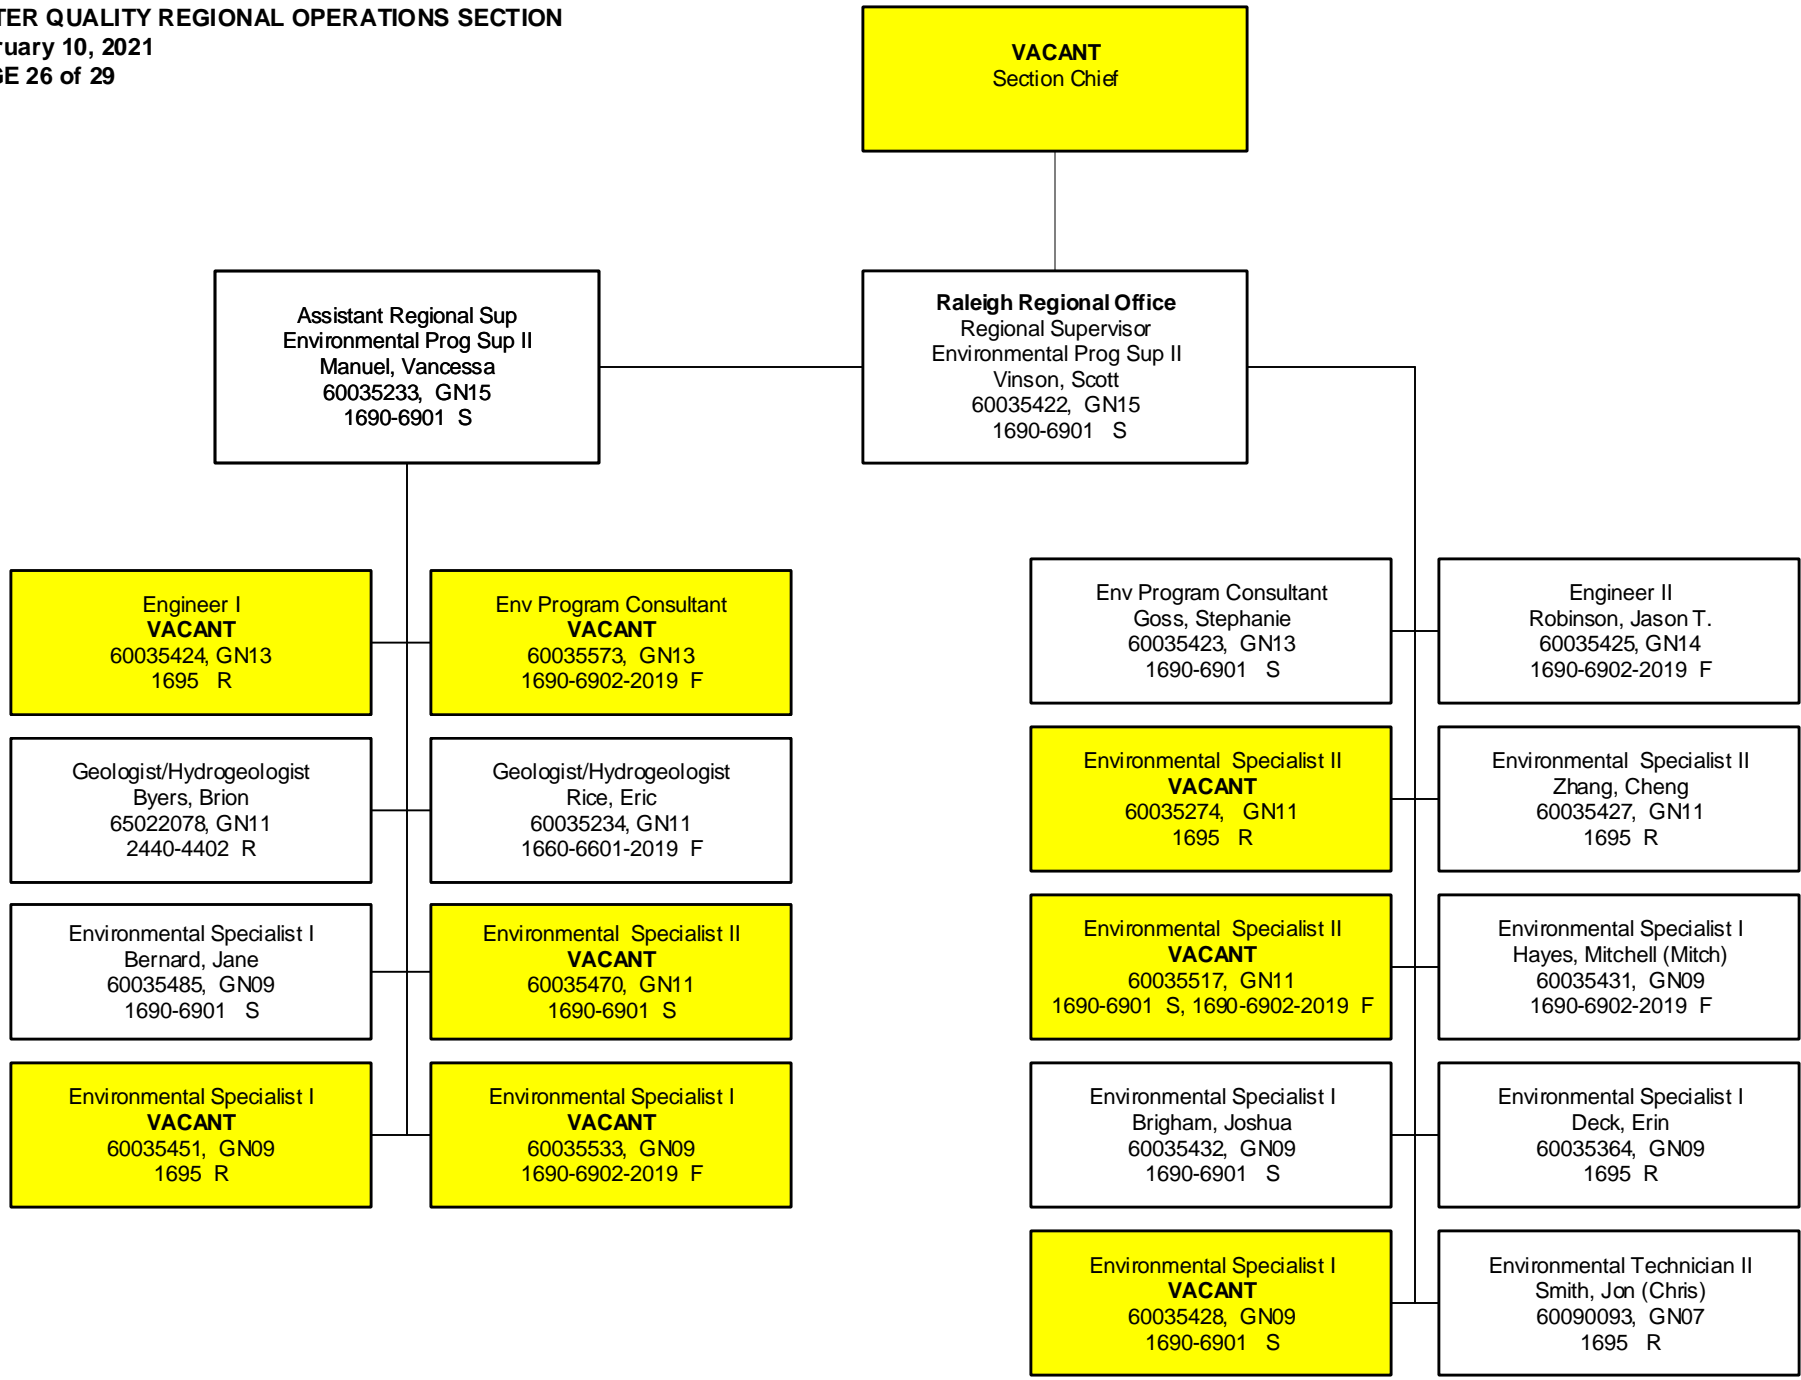 TER QUALITY REGIONAL OPERATIONS SECTION
ruary 10, 2021
GE 26 of 29
VACANT
Section Chief
Assistant Regional Sup
Environmental Prog Sup II
Manuel, Vancessa
60035233, GN15
1690-6901 S
Raleigh Regional Office
Regional Supervisor
Environmental Prog Sup II
Vinson, Scott
60035422, GN15
1690-6901 S
Engineer I
VACANT
60035424, GN13
1695 R
Env Program Consultant
VACANT
60035573, GN13
1690-6902-2019 F
Geologist/Hydrogeologist
Byers, Brion
65022078, GN11
2440-4402 R
Geologist/Hydrogeologist
Rice, Eric
60035234, GN11
1660-6601-2019 F
Environmental Specialist I
Bernard, Jane
60035485, GN09
1690-6901 S
Environmental Specialist II
VACANT
60035470, GN11
1690-6901 S
Environmental Specialist I
VACANT
60035451, GN09
1695 R
Environmental Specialist I
VACANT
60035533, GN09
1690-6902-2019 F
Env Program Consultant
Goss, Stephanie
60035423, GN13
1690-6901 S
Engineer II
Robinson, Jason T.
60035425, GN14
1690-6902-2019 F
Environmental Specialist II
VACANT
60035274, GN11
1695 R
Environmental Specialist II
Zhang, Cheng
60035427, GN11
1695 R
Environmental Specialist II
VACANT
60035517, GN11
1690-6901 S, 1690-6902-2019 F
Environmental Specialist I
Hayes, Mitchell (Mitch)
60035431, GN09
1690-6902-2019 F
Environmental Specialist I
Brigham, Joshua
60035432, GN09
1690-6901 S
Environmental Specialist I
Deck, Erin
60035364, GN09
1695 R
Environmental Specialist I
VACANT
60035428, GN09
1690-6901 S
Environmental Technician II
Smith, Jon (Chris)
60090093, GN07
1695 R